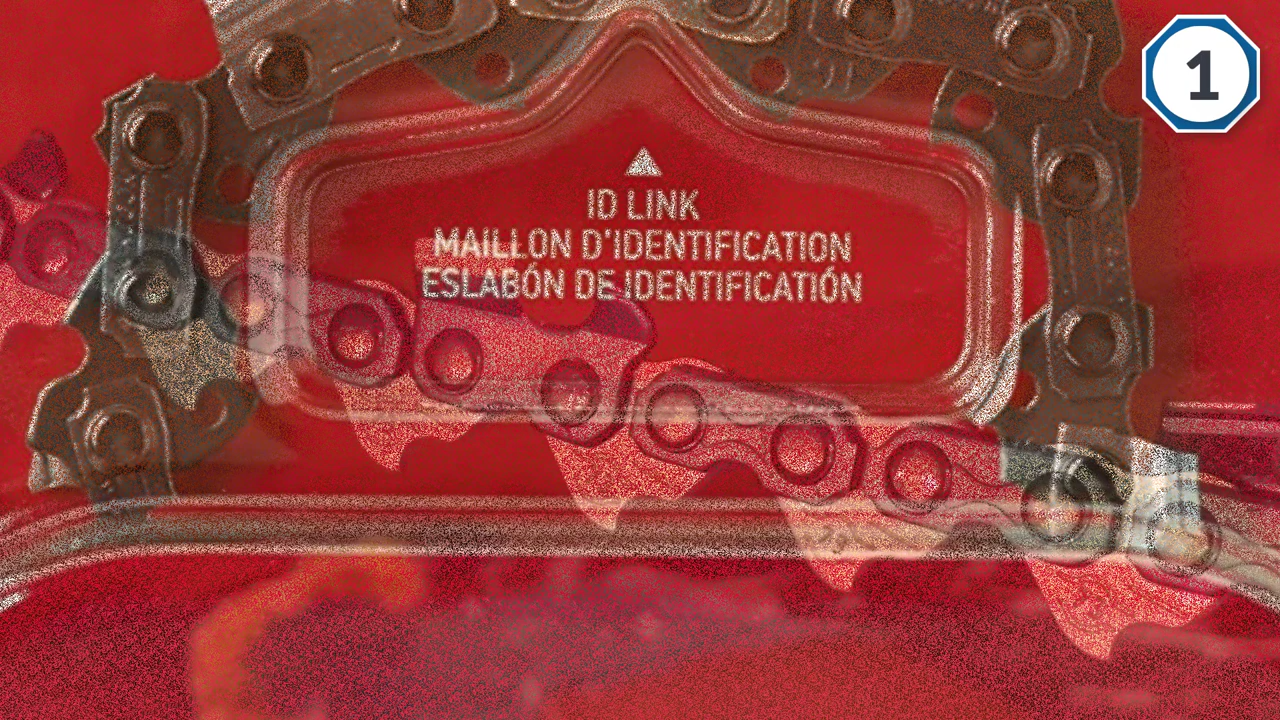 1
▲
ID LINK
MAILLON D'IDENTIFICATION
ESLABÓN DE IDENTIFICATIÓN